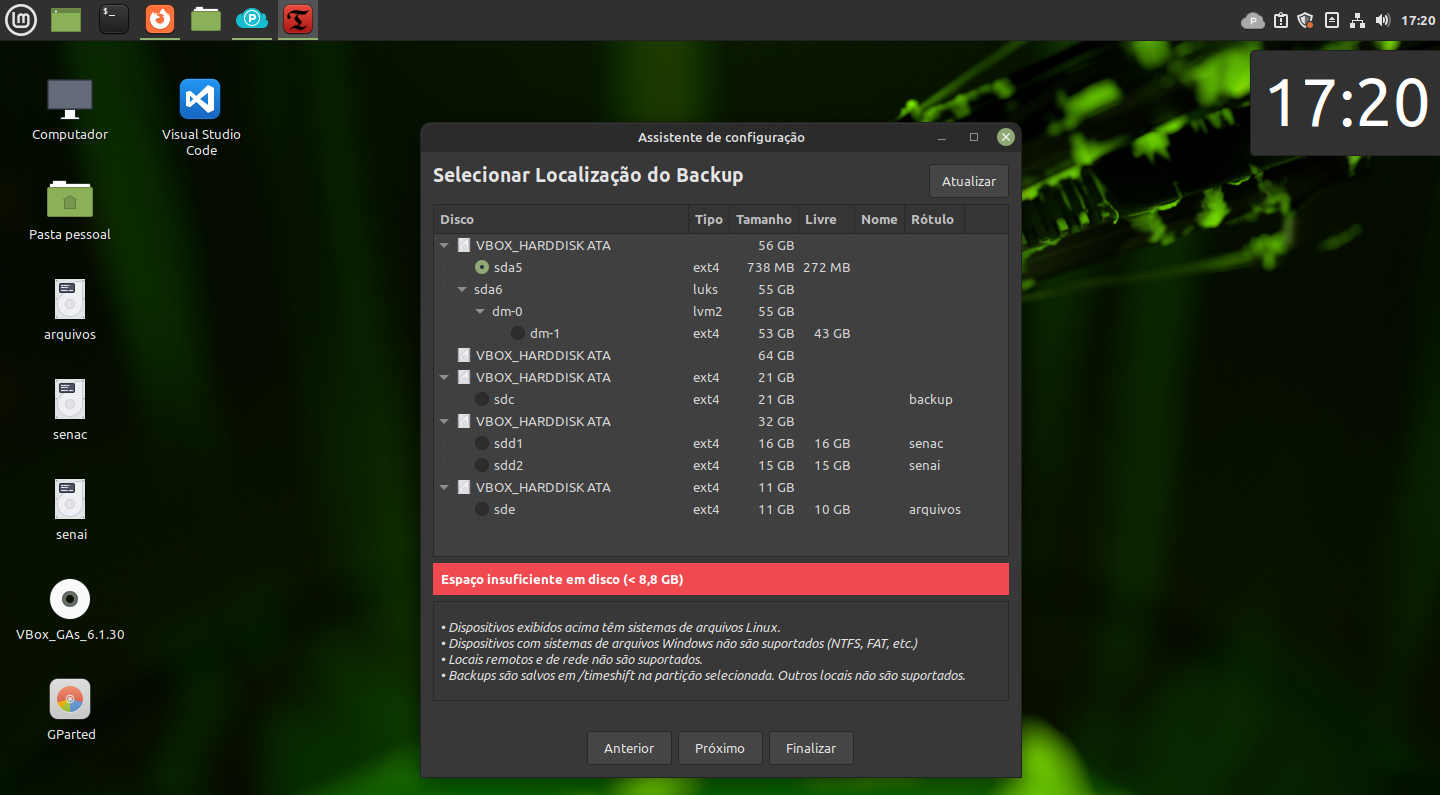 $_
P
P
17:20
17:20
Computador
Visual Studio
Code
Pasta pessoal
arquivos
senac
senai
VBox_GAs_6.1.30
GParted
Assistente de configuração
Selecionar Localização do Backup
Atualizar
Disco Tipo Tamanho Livre Nome Rótulo
VBOX_HARDDISK ATA 56 GB
sda5 ext4 738 MB 272 MB
sda6 luks 55 GB
dm-0 lvm2 55 GB
dm-1 ext4 53 GB 43 GB
VBOX_HARDDISK ATA 64 GB
VBOX_HARDDISK ATA ext4 21 GB
sdc ext4 21 GB backup
VBOX_HARDDISK ATA 32 GB
sdd1 ext4 16 GB 16 GB senac
sdd2 ext4 15 GB 15 GB senai
VBOX_HARDDISK ATA ext4 11 GB
sde ext4 11 GB 10 GB arquivos
Espaço insuficiente em disco (< 8,8 GB)
• Dispositivos exibidos acima têm sistemas de arquivos Linux.
• Dispositivos com sistemas de arquivos Windows não são suportados (NTFS, FAT, etc.)
• Locais remotos e de rede não são suportados.
• Backups são salvos em /timeshift na partição selecionada. Outros locais não são suportados.
Anterior Próximo Finalizar